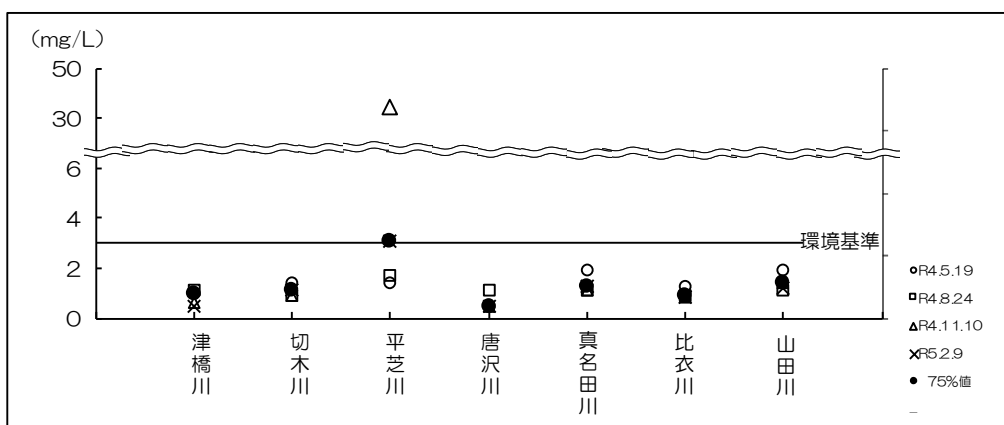 (mg/L)
50
30
6
4
2
0
環境基準
津橋川
切木川
平芝川
唐沢川
真名田川
比衣川
山田川
R4.5.19
R4.8.24
R4.11.10
R5.2.9
75%値